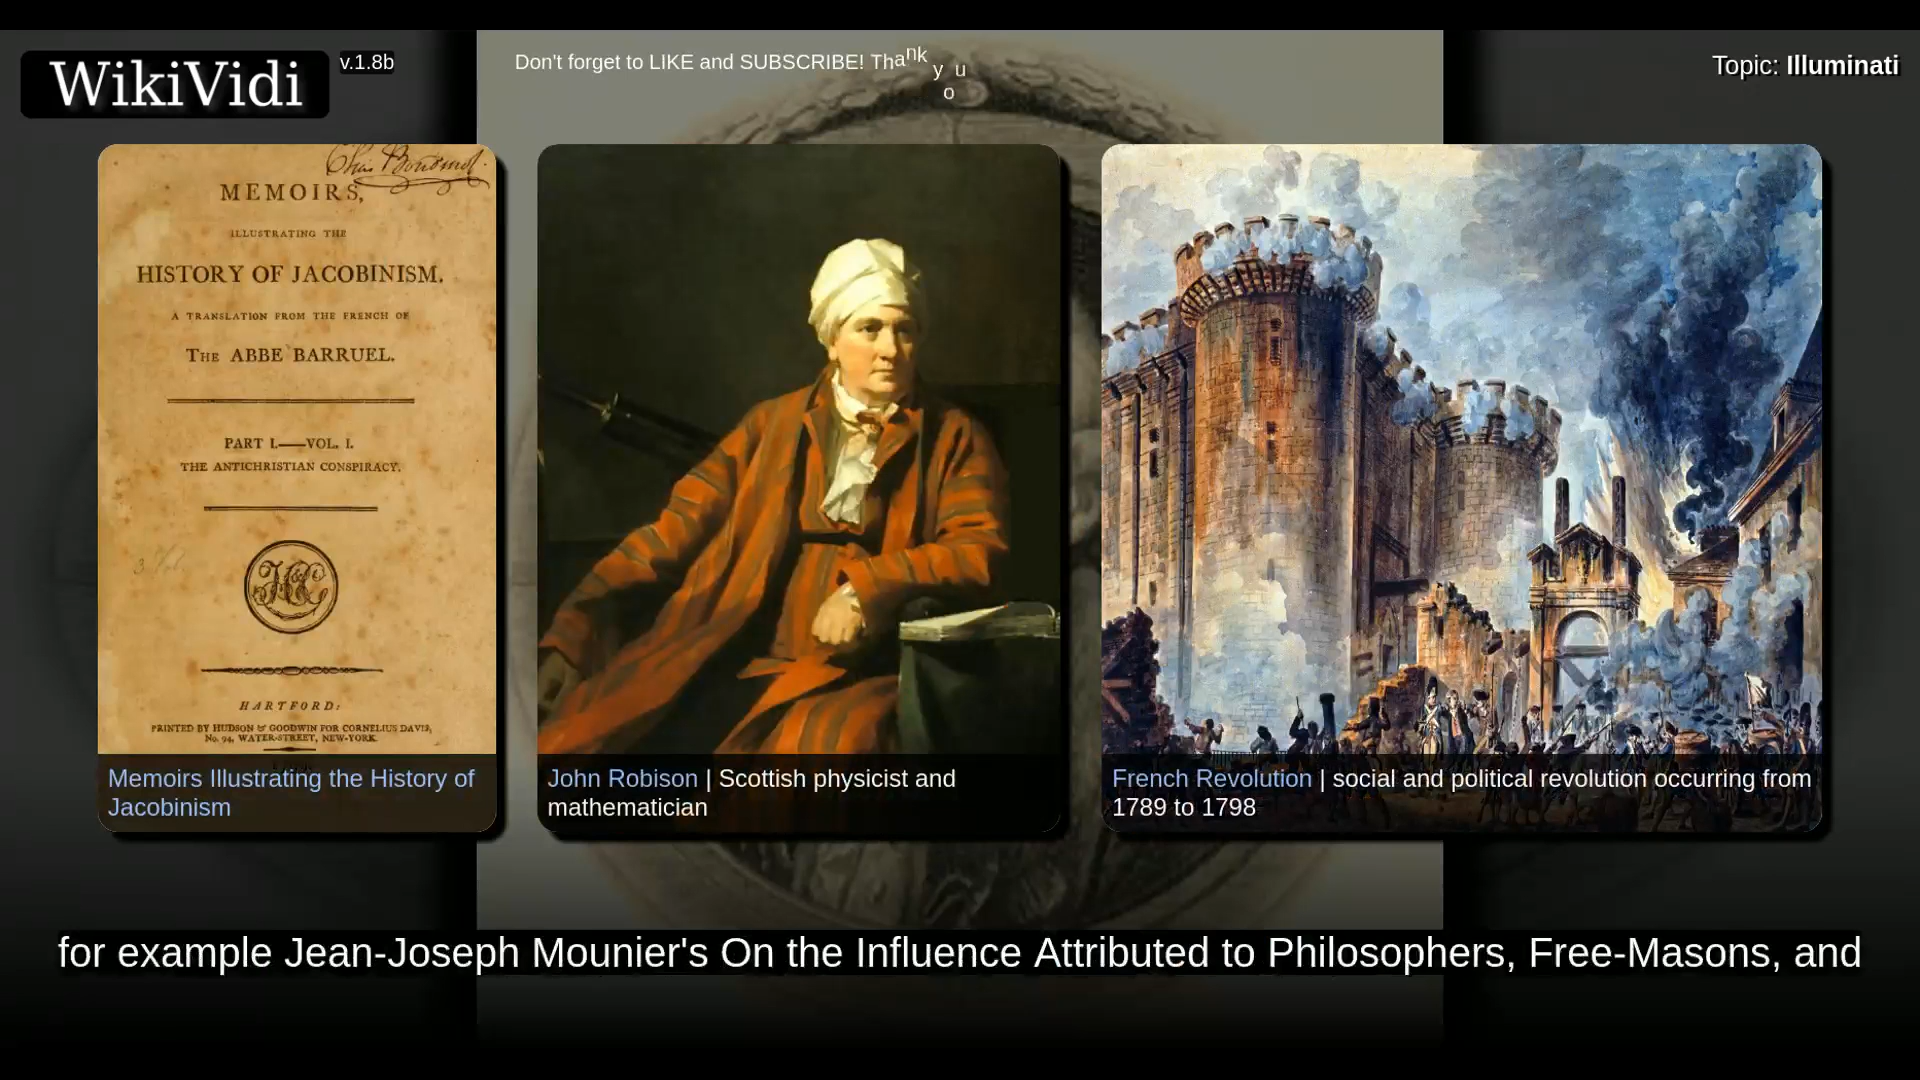 WikiVidi
v.1.8b
Don't forget to LIKE and SUBSCRIBE! Thank you
Topic: Illuminati
MEMOIRS,
ILLUSTRATING THE
HISTORY OF JACOBINISM.
A TRANSLATION FROM THE FRENCH OF
THE ABBE BARRUEL.
PART I.—VOL. I.
THE ANTICHRISTIAN CONSPIRACY.
HARTFORD:
PRINTED BY HUDSON & GOODWIN FOR CORNELIUS DAVIS,
No. 94, WATER-STREET, NEW-YORK.
Memoirs Illustrating the History of
Jacobinism
John Robison | Scottish physicist and
mathematician
French Revolution | social and political revolution occurring from
1789 to 1798
for example Jean-Joseph Mounier's On the Influence Attributed to Philosophers, Free-Masons, and